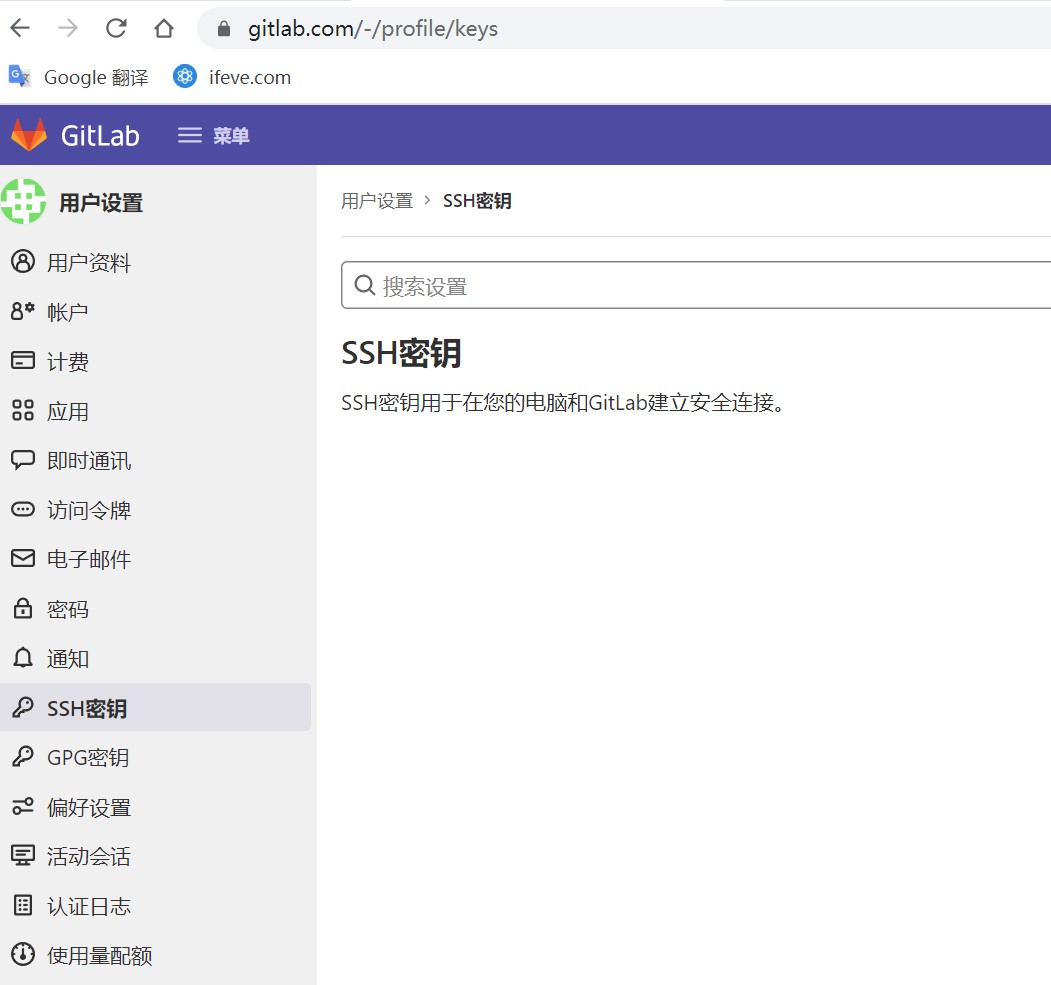 gitlab.com/-/profile/keys
Google 翻译
ifeve.com
GitLab
菜单
用户设置
用户资料
帐户
计费
应用
即时通讯
访问令牌
电子邮件
密码
通知
SSH密钥
GPG密钥
偏好设置
活动会话
认证日志
使用量配额
用户设置 › SSH密钥
搜索设置
SSH密钥
SSH密钥用于在您的电脑和GitLab建立安全连接。